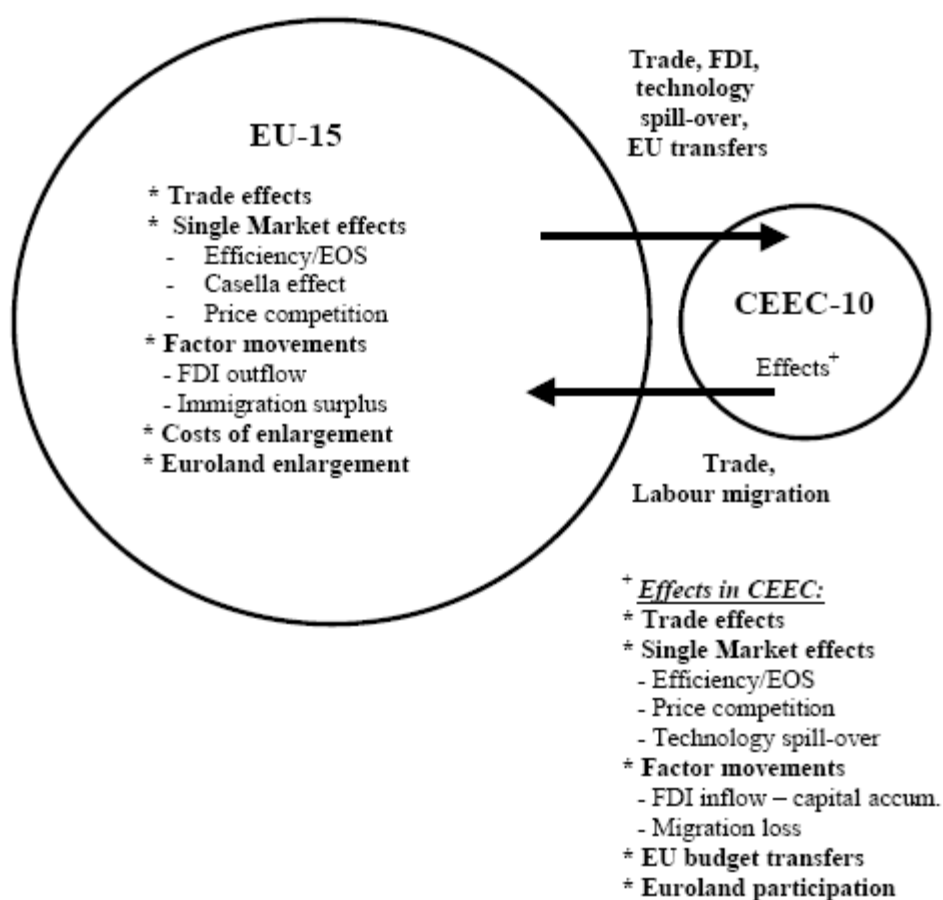 EU-15
* Trade effects
* Single Market effects
- Efficiency/EOS
- Casella effect
- Price competition
* Factor movements
- FDI outflow
- Immigration surplus
* Costs of enlargement
* Euroland enlargement
Trade, FDI,
technology
spill-over,
EU transfers
CEEC-10
Effects+
Trade,
Labour migration
+ Effects in CEEC:
* Trade effects
* Single Market effects
- Efficiency/EOS
- Price competition
- Technology spill-over
* Factor movements
- FDI inflow – capital accum.
- Migration loss
* EU budget transfers
* Euroland participation